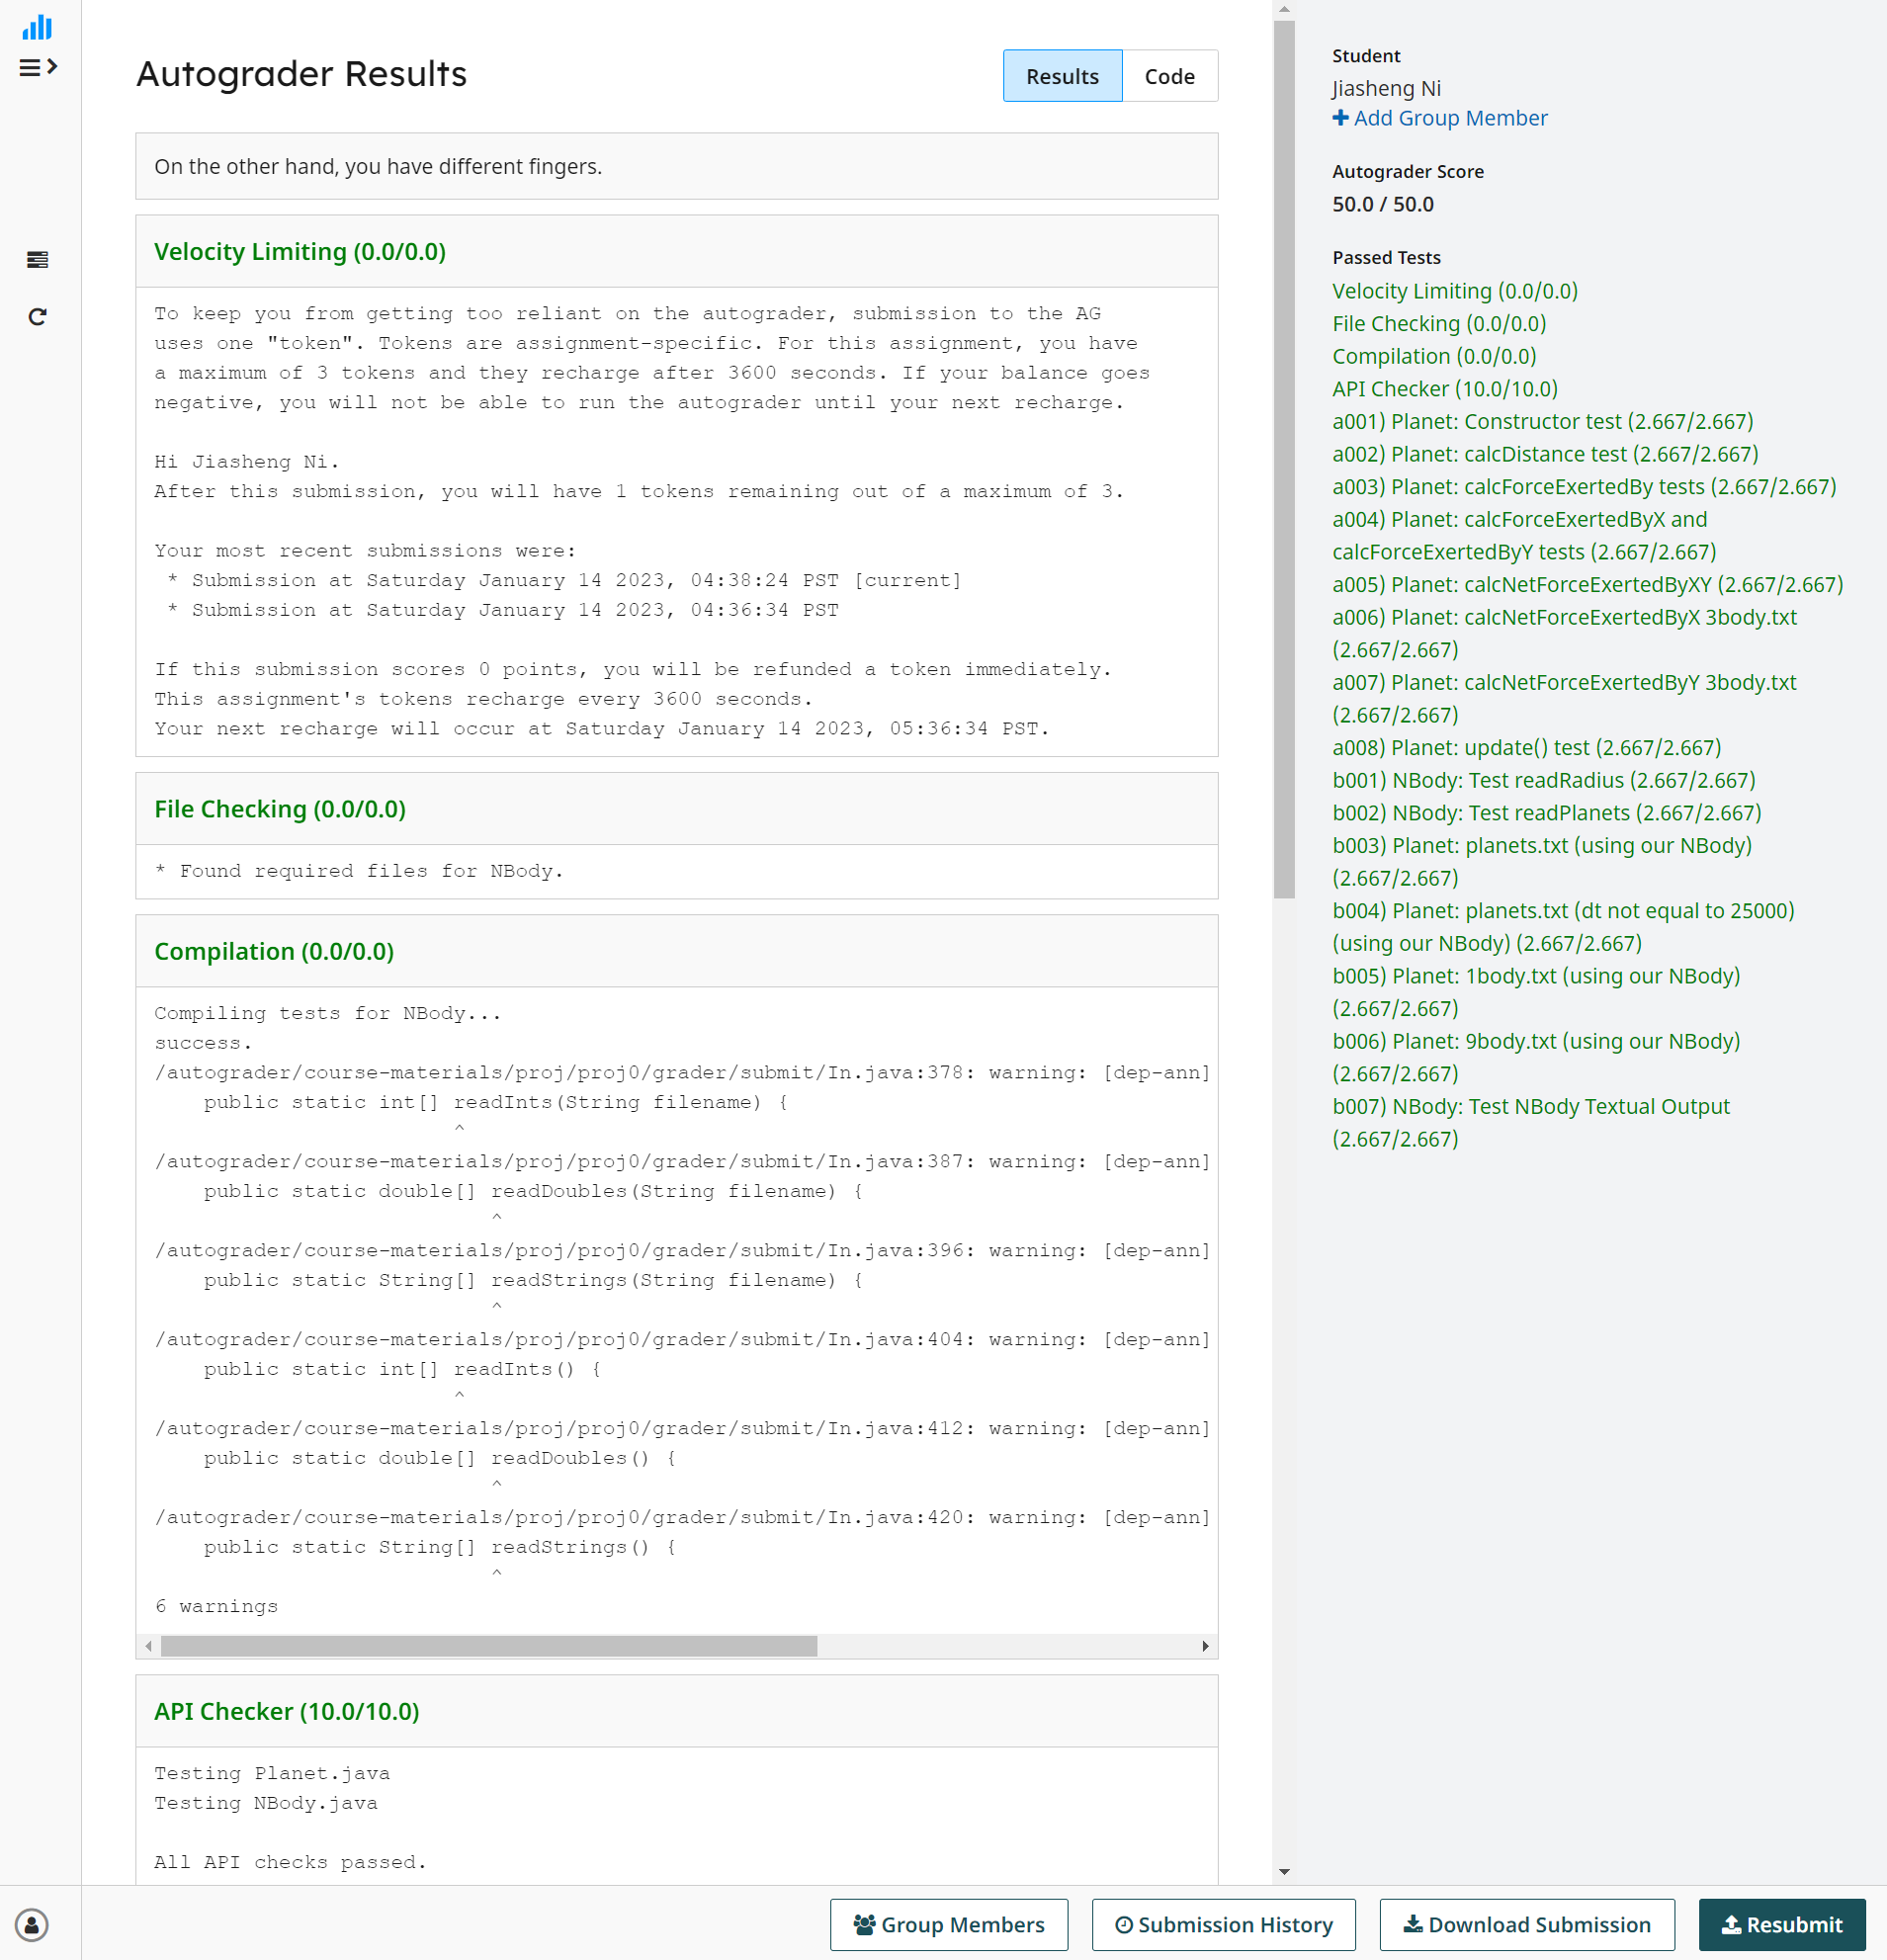 Autograder Results
Results
Code
On the other hand, you have different fingers.
Velocity Limiting (0.0/0.0)
To keep you from getting too reliant on the autograder, submission to the AG
uses one "token". Tokens are assignment-specific. For this assignment, you have
a maximum of 3 tokens and they recharge after 3600 seconds. If your balance goes
negative, you will not be able to run the autograder until your next recharge.
Hi Jiasheng Ni.
After this submission, you will have 1 tokens remaining out of a maximum of 3.
Your most recent submissions were:
* Submission at Saturday January 14 2023, 04:38:24 PST [current]
* Submission at Saturday January 14 2023, 04:36:34 PST
If this submission scores 0 points, you will be refunded a token immediately.
This assignment's tokens recharge every 3600 seconds.
Your next recharge will occur at Saturday January 14 2023, 05:36:34 PST.
File Checking (0.0/0.0)
* Found required files for NBody.
Compilation (0.0/0.0)
Compiling tests for NBody...
success.
/autograder/course-materials/proj/proj0/grader/submit/In.java:378: warning: [dep-ann]
public static int[] readInts(String filename) {
^
/autograder/course-materials/proj/proj0/grader/submit/In.java:387: warning: [dep-ann]
public static double[] readDoubles(String filename) {
^
/autograder/course-materials/proj/proj0/grader/submit/In.java:396: warning: [dep-ann]
public static String[] readStrings(String filename) {
^
/autograder/course-materials/proj/proj0/grader/submit/In.java:404: warning: [dep-ann]
public static int[] readInts() {
^
/autograder/course-materials/proj/proj0/grader/submit/In.java:412: warning: [dep-ann]
public static double[] readDoubles() {
^
/autograder/course-materials/proj/proj0/grader/submit/In.java:420: warning: [dep-ann]
public static String[] readStrings() {
^
6 warnings
API Checker (10.0/10.0)
Testing Planet.java
Testing NBody.java
All API checks passed.
Student
Jiasheng Ni
Add Group Member
Autograder Score
50.0 / 50.0
Passed Tests
Velocity Limiting (0.0/0.0)
File Checking (0.0/0.0)
Compilation (0.0/0.0)
API Checker (10.0/10.0)
a001) Planet: Constructor test (2.667/2.667)
a002) Planet: calcDistance test (2.667/2.667)
a003) Planet: calcForceExertedBy tests (2.667/2.667)
a004) Planet: calcForceExertedByX and
calcForceExertedByY tests (2.667/2.667)
a005) Planet: calcNetForceExertedByXY (2.667/2.667)
a006) Planet: calcNetForceExertedByX 3body.txt
(2.667/2.667)
a007) Planet: calcNetForceExertedByY 3body.txt
(2.667/2.667)
a008) Planet: update() test (2.667/2.667)
b001) NBody: Test readRadius (2.667/2.667)
b002) NBody: Test readPlanets (2.667/2.667)
b003) Planet: planets.txt (using our NBody)
(2.667/2.667)
b004) Planet: planets.txt (dt not equal to 25000)
(using our NBody) (2.667/2.667)
b005) Planet: 1body.txt (using our NBody)
(2.667/2.667)
b006) Planet: 9body.txt (using our NBody)
(2.667/2.667)
b007) NBody: Test NBody Textual Output
(2.667/2.667)
Group Members
Submission History
Download Submission
Resubmit